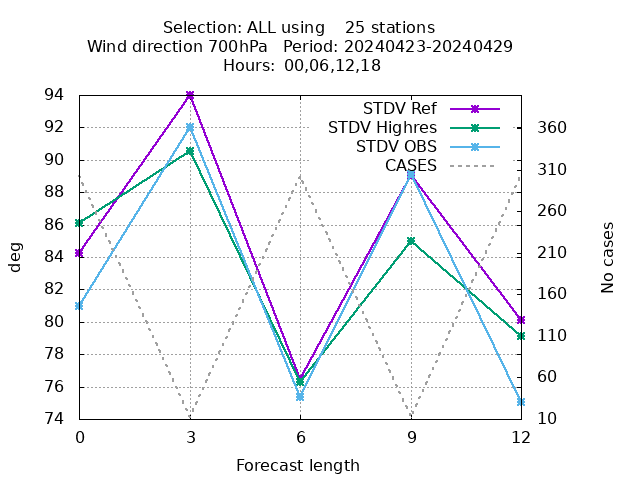 Selection: ALL using    25 stations
Wind direction 700hPa   Period: 20240423-20240429
Hours: 00,06,12,18
STDV Ref
STDV Highres
STDV OBS
CASES
94
92
90
88
86
84
82
80
78
76
74
360
310
260
210
160
110
60
10
deg
No cases
0
3
6
9
12
Forecast length